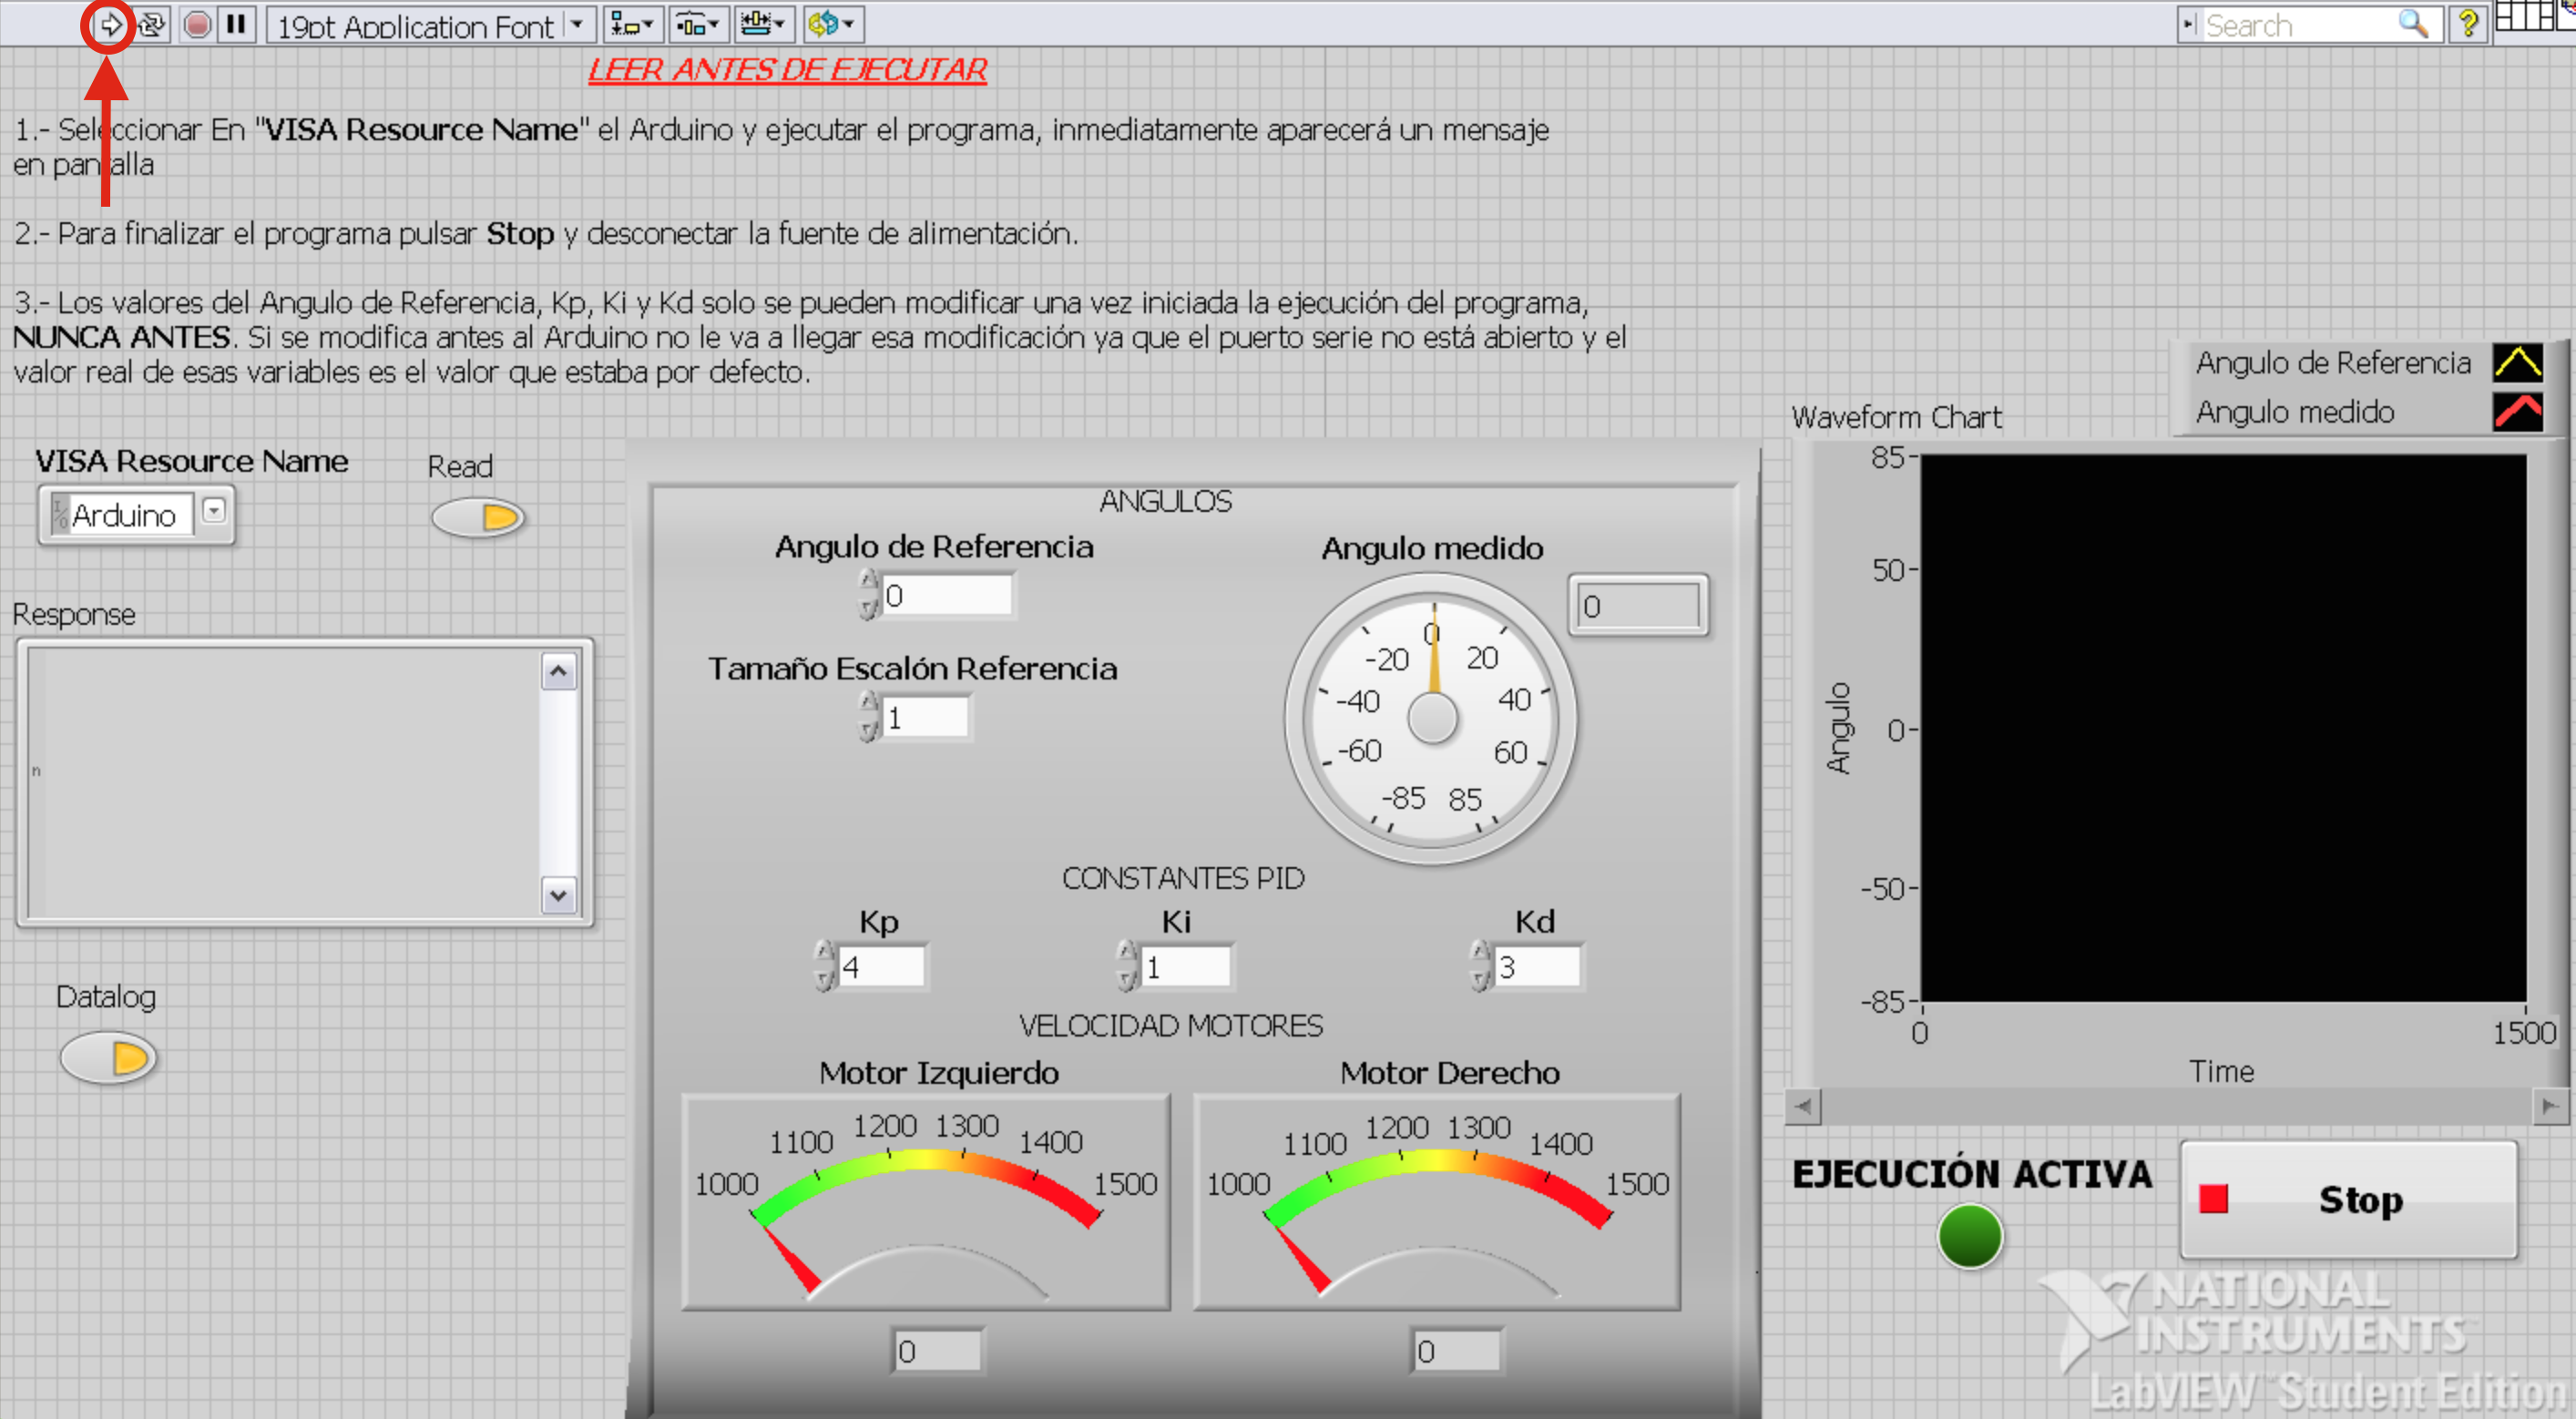 19pt Application Font
Search
LEER ANTES DE EJECUTAR
1.- Seleccionar En "VISA Resource Name" el Arduino y ejecutar el programa, inmediatamente aparecerá un mensaje
en pantalla
2.- Para finalizar el programa pulsar Stop y desconectar la fuente de alimentación.
3.- Los valores del Angulo de Referencia, Kp, Ki y Kd solo se pueden modificar una vez iniciada la ejecución del programa,
NUNCA ANTES. Si se modifica antes al Arduino no le va a llegar esa modificación ya que el puerto serie no está abierto y el
valor real de esas variables es el valor que estaba por defecto.
VISA Resource Name
Arduino
Read
Response
n
Datalog
ANGULOS
Angulo de Referencia
0
Tamaño Escalón Referencia
1
Angulo medido
0
0
-20 20
-40 40
-60 60
-85 85
CONSTANTES PID
Kp Ki Kd
4 1 3
VELOCIDAD MOTORES
Motor Izquierdo
1000 1100 1200 1300 1400 1500
0
Motor Derecho
1000 1100 1200 1300 1400 1500
0
Angulo de Referencia
Angulo medido
Waveform Chart
85
50
0
-50
-85
Angulo
0 1500
Time
EJECUCIÓN ACTIVA
Stop
NATIONAL
INSTRUMENTS™
LabVIEW™ Student Edition